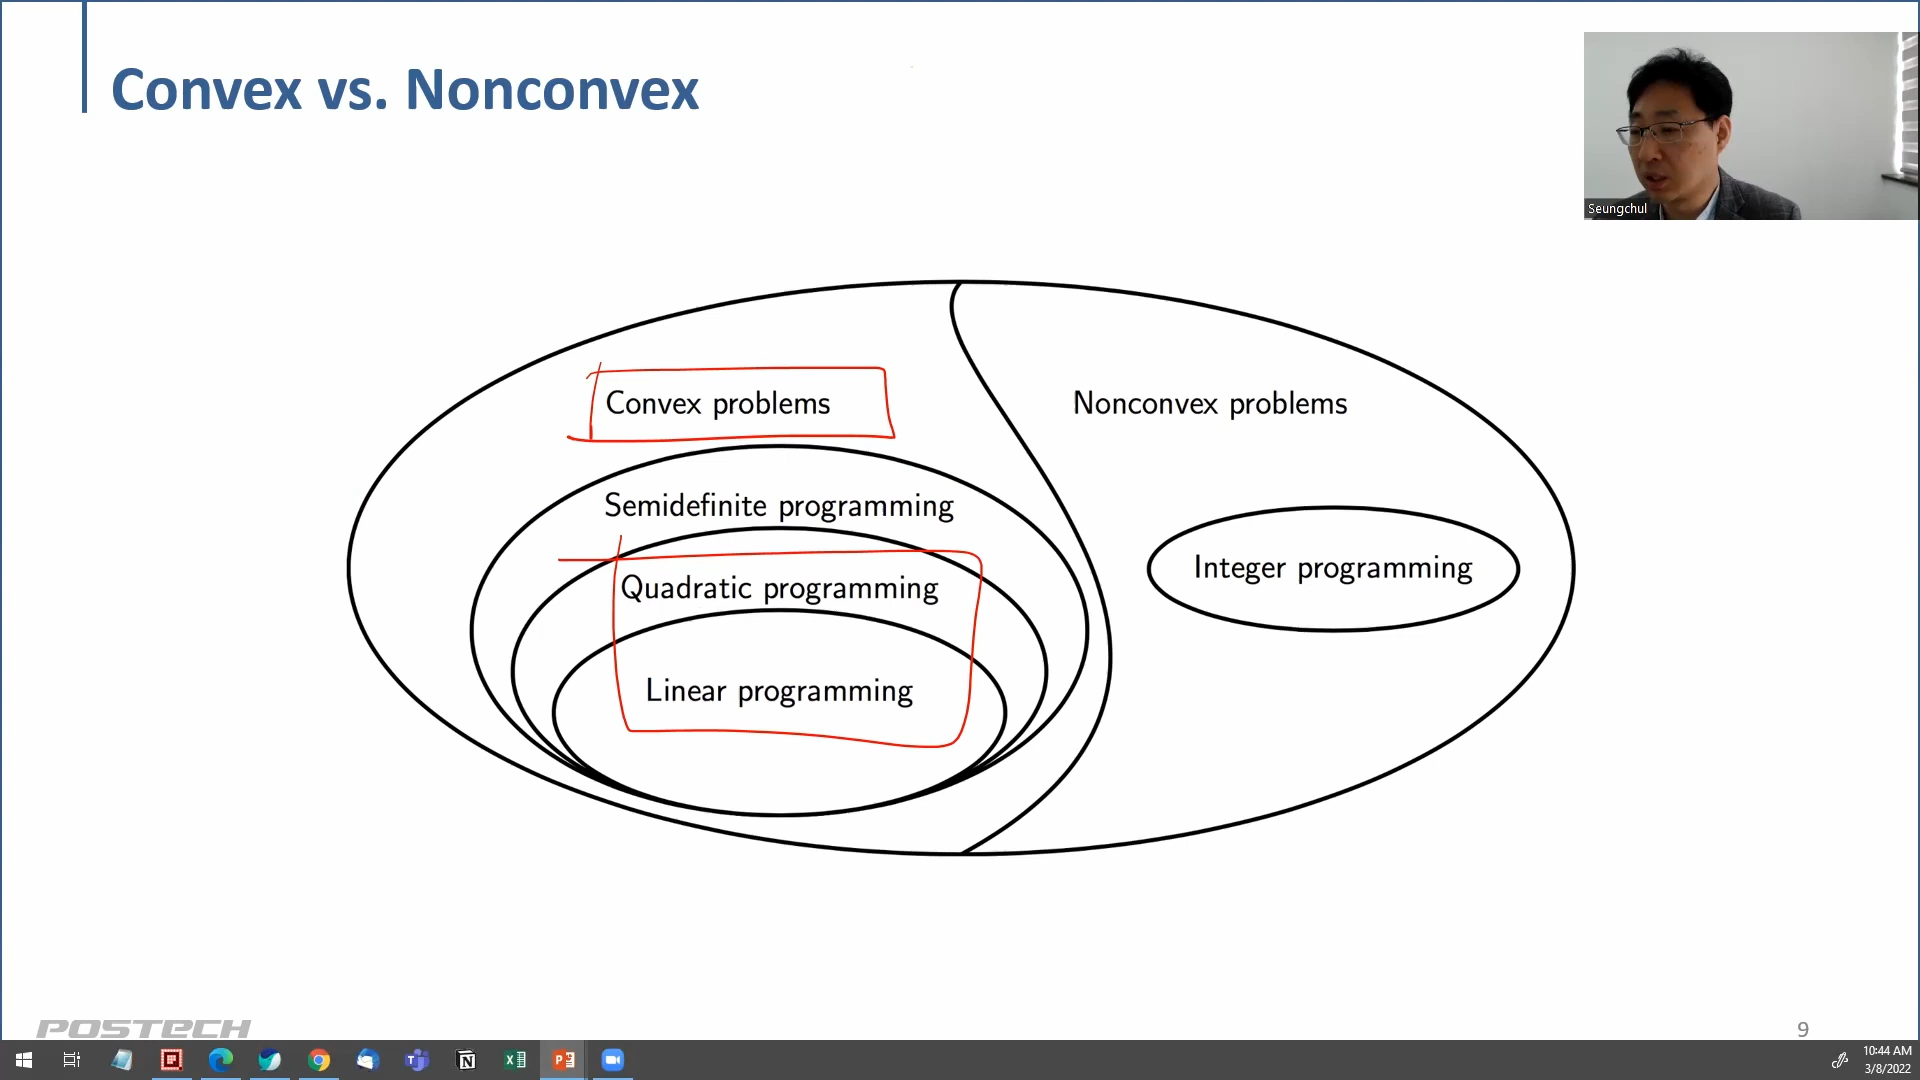 Convex vs. Nonconvex
Seungchul
Convex problems
Nonconvex problems
Semidefinite programming
Integer programming
Quadratic programming
Linear programming
POSTECH
9
10:44 AM
3/8/2022